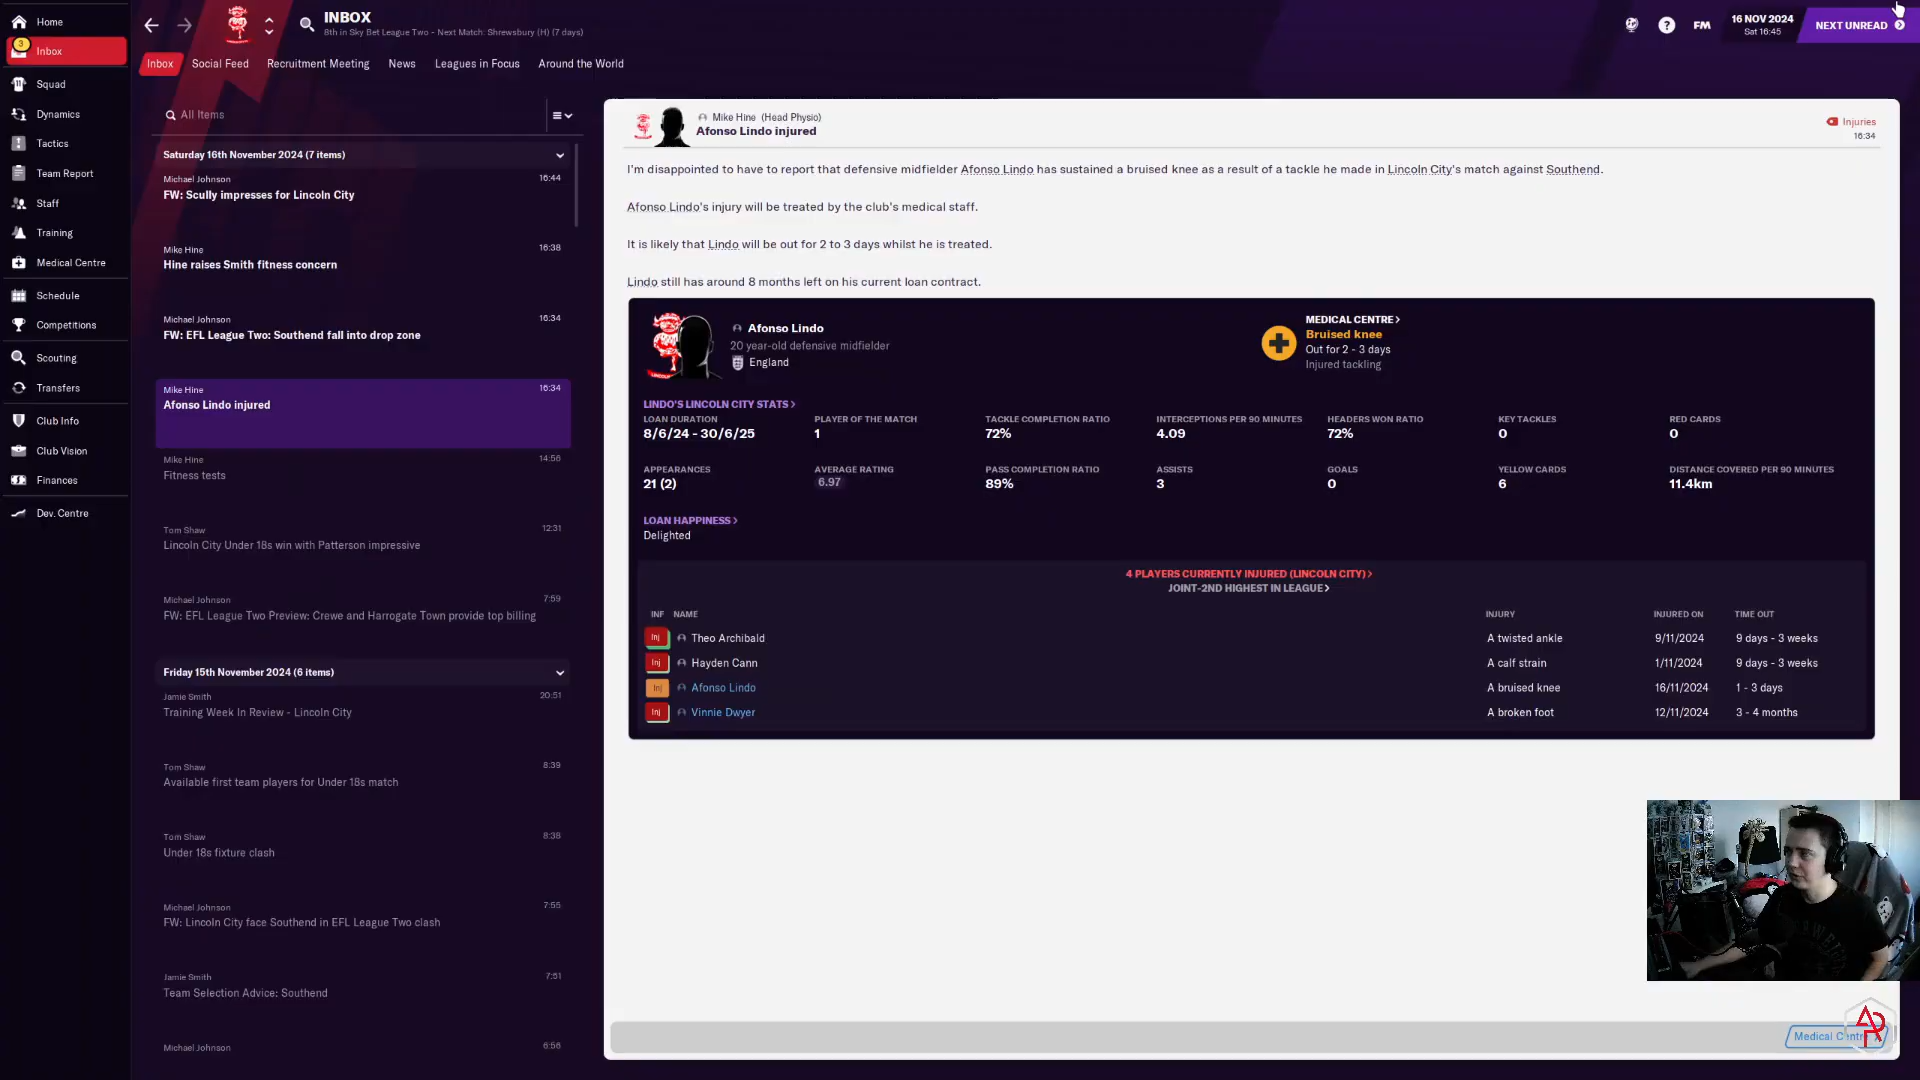 Home
3
Inbox
Squad
Dynamics
Tactics
Team Report
Staff
Training
Medical Centre
Schedule
Competitions
Scouting
Transfers
Club Info
Club Vision
Finances
Dev. Centre
INBOX
8th in Sky Bet League Two - Next Match: Shrewsbury (H) (7 days)
FM
16 NOV 2024
Sat 16:45
NEXT UNREAD
Inbox Social Feed Recruitment Meeting News Leagues in Focus Around the World
All Items
Saturday 16th November 2024 (7 items)
Michael Johnson 16:44
FW: Scully impresses for Lincoln City
Mike Hine 16:38
Hine raises Smith fitness concern
Michael Johnson 16:34
FW: EFL League Two: Southend fall into drop zone
Mike Hine 16:34
Afonso Lindo injured
Mike Hine 14:56
Fitness tests
Tom Shaw 12:31
Lincoln City Under 18s win with Patterson impressive
Michael Johnson 7:59
FW: EFL League Two Preview: Crewe and Harrogate Town provide top billing
Friday 15th November 2024 (6 items)
Jamie Smith 20:51
Training Week In Review - Lincoln City
Tom Shaw 8:39
Available first team players for Under 18s match
Tom Shaw 8:38
Under 18s fixture clash
Michael Johnson 7:55
FW: Lincoln City face Southend in EFL League Two clash
Jamie Smith 7:51
Team Selection Advice: Southend
Michael Johnson 6:56
Mike Hine (Head Physio)
Afonso Lindo injured
Injuries
16:34
I'm disappointed to have to report that defensive midfielder Afonso Lindo has sustained a bruised knee as a result of a tackle he made in Lincoln City's match against Southend.
Afonso Lindo's injury will be treated by the club's medical staff.
It is likely that Lindo will be out for 2 to 3 days whilst he is treated.
Lindo still has around 8 months left on his current loan contract.
Afonso Lindo
20 year-old defensive midfielder
England
MEDICAL CENTRE >
Bruised knee
Out for 2 - 3 days
Injured tackling
LINDO'S LINCOLN CITY STATS >
LOAN DURATION PLAYER OF THE MATCH TACKLE COMPLETION RATIO INTERCEPTIONS PER 90 MINUTES HEADERS WON RATIO KEY TACKLES RED CARDS
8/6/24 - 30/6/25 1 72% 4.09 72% 0 0
APPEARANCES AVERAGE RATING PASS COMPLETION RATIO ASSISTS GOALS YELLOW CARDS DISTANCE COVERED PER 90 MINUTES
21 (2) 6.97 89% 3 0 6 11.4km
LOAN HAPPINESS >
Delighted
4 PLAYERS CURRENTLY INJURED (LINCOLN CITY) >
JOINT-2ND HIGHEST IN LEAGUE >
INF NAME INJURY INJURED ON TIME OUT
Inj Theo Archibald A twisted ankle 9/11/2024 9 days - 3 weeks
Inj Hayden Cann A calf strain 1/11/2024 9 days - 3 weeks
Inj Afonso Lindo A bruised knee 16/11/2024 1 - 3 days
Inj Vinnie Dwyer A broken foot 12/11/2024 3 - 4 months
Medical Centre